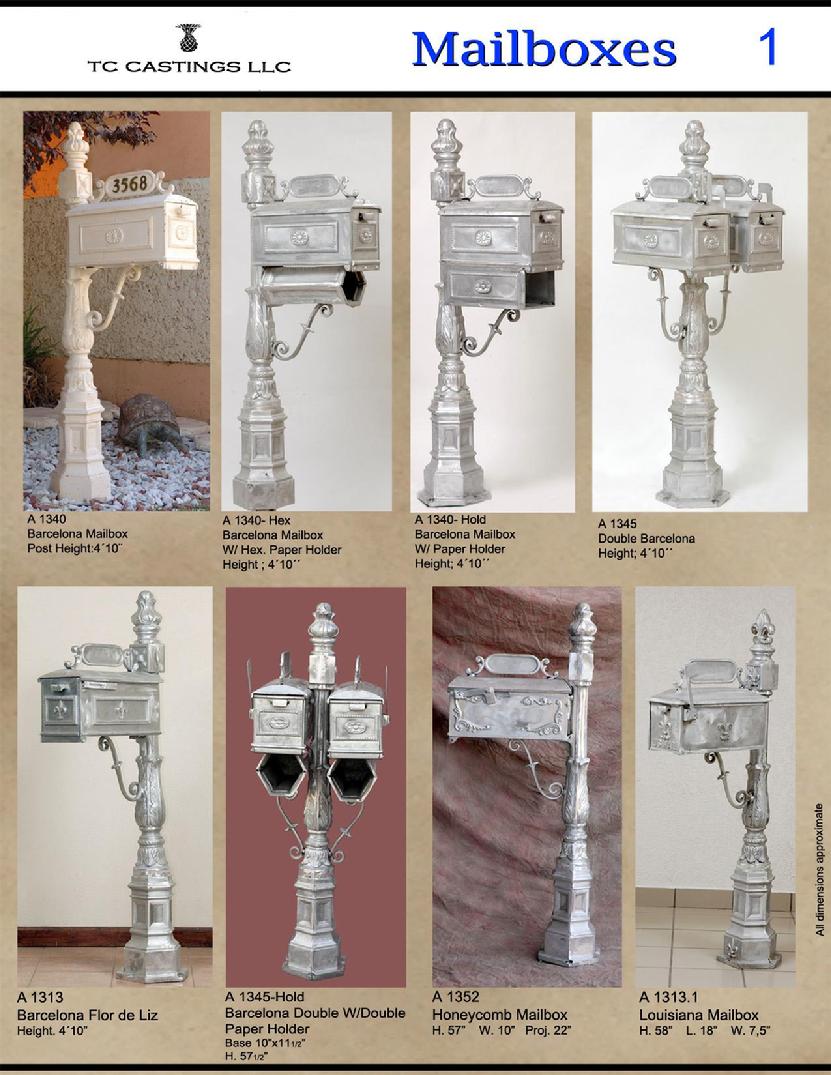 TC CASTINGS LLC
Mailboxes 1
3568
A 1340
Barcelona Mailbox
Post Height:4´10¨
A 1340- Hex
Barcelona Mailbox
W/ Hex. Paper Holder
Height ; 4´10´´
A 1340- Hold
Barcelona Mailbox
W/ Paper Holder
Height; 4´10´´
A 1345
Double Barcelona
Height; 4´10´´
A 1313
Barcelona Flor de Liz
Height. 4´10"
A 1345-Hold
Barcelona Double W/Double
Paper Holder
Base 10"x11 1/2"
H. 57 1/2"
A 1352
Honeycomb Mailbox
H. 57" W. 10" Proj. 22"
A 1313.1
Louisiana Mailbox
H. 58" L. 18" W. 7,5"
All dimensions approximate